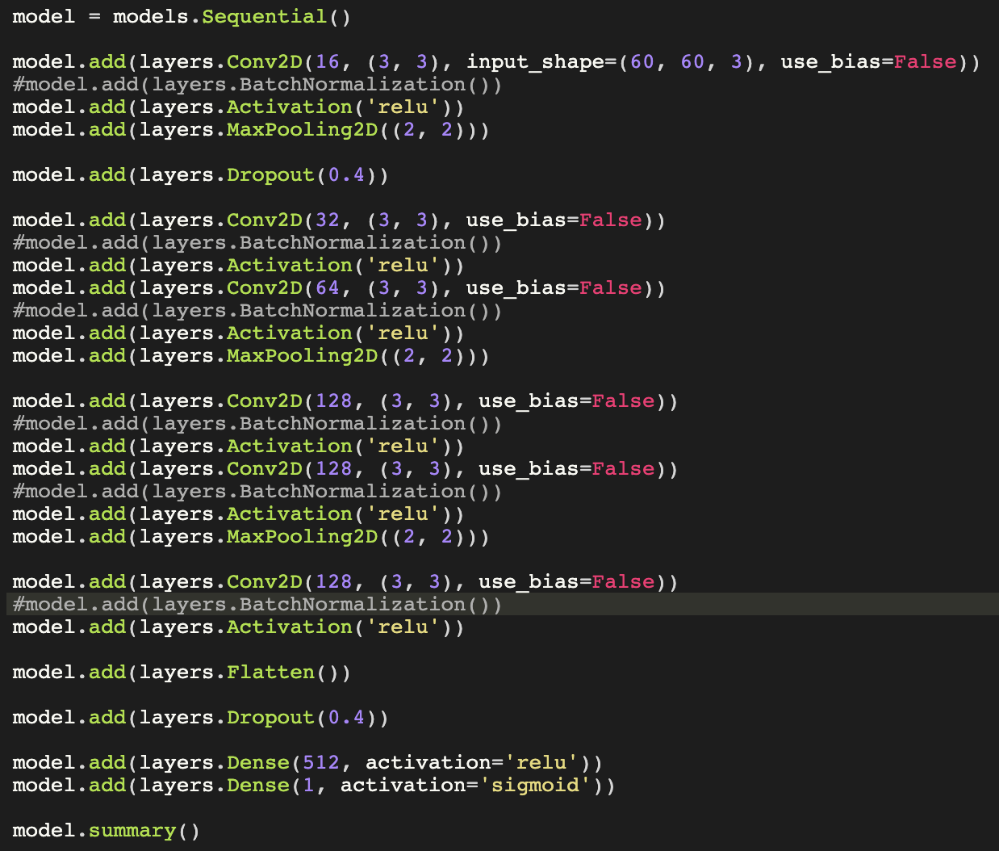 model = models.Sequential()
model.add(layers.Conv2D(16, (3, 3), input_shape=(60, 60, 3), use_bias=False))
#model.add(layers.BatchNormalization())
model.add(layers.Activation('relu'))
model.add(layers.MaxPooling2D((2, 2)))
model.add(layers.Dropout(0.4))
model.add(layers.Conv2D(32, (3, 3), use_bias=False))
#model.add(layers.BatchNormalization())
model.add(layers.Activation('relu'))
model.add(layers.Conv2D(64, (3, 3), use_bias=False))
#model.add(layers.BatchNormalization())
model.add(layers.Activation('relu'))
model.add(layers.MaxPooling2D((2, 2)))
model.add(layers.Conv2D(128, (3, 3), use_bias=False))
#model.add(layers.BatchNormalization())
model.add(layers.Activation('relu'))
model.add(layers.Conv2D(128, (3, 3), use_bias=False))
#model.add(layers.BatchNormalization())
model.add(layers.Activation('relu'))
model.add(layers.MaxPooling2D((2, 2)))
model.add(layers.Conv2D(128, (3, 3), use_bias=False))
#model.add(layers.BatchNormalization())
model.add(layers.Activation('relu'))
model.add(layers.Flatten())
model.add(layers.Dropout(0.4))
model.add(layers.Dense(512, activation='relu'))
model.add(layers.Dense(1, activation='sigmoid'))
model.summary()